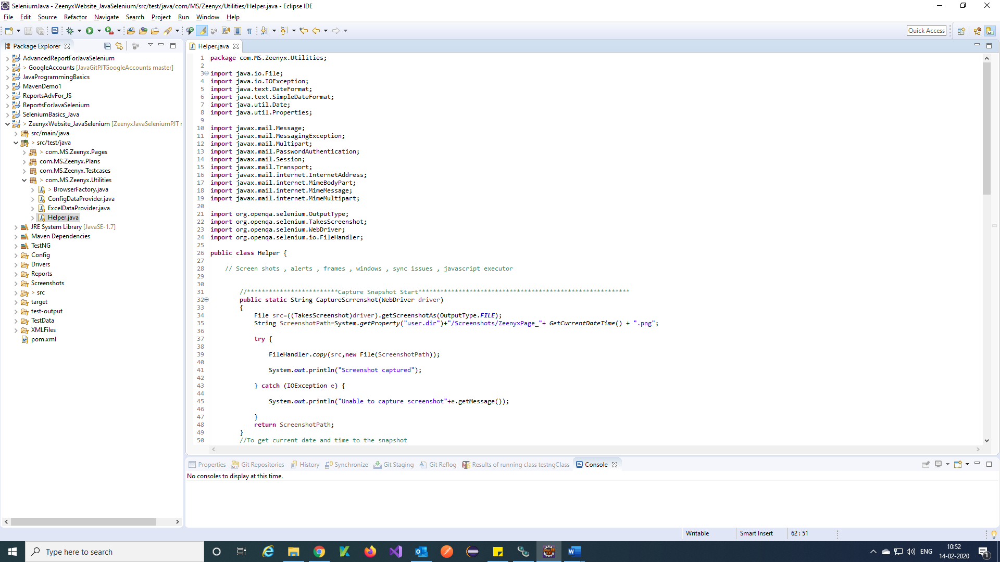 SeleniumJava - ZeenyxWebsite_JavaSelenium/src/test/java/com/MS/Zeenyx/Utilities/Helper.java - Eclipse IDE
File Edit Source Refactor Navigate Search Project Run Window Help
Quick Access
Package Explorer
AdvancedReportForJavaSelenium
> GoogleAccounts [JavaGitPJTGoogleAccounts master]
JavaProgrammingBasics
MavenDemo1
ReportsAdvFor_JS
ReportsForJavaSelenium
SeleniumBasics_Java
> ZeenyxWebsite_JavaSelenium [ZeenyxJavaSeleniumPJT
src/main/java
> src/test/java
> com.MS.Zeenyx.Pages
com.MS.Zeenyx.Plans
com.MS.Zeenyx.Testcases
> com.MS.Zeenyx.Utilities
> BrowserFactory.java
ConfigDataProvider.java
ExcelDataProvider.java
Helper.java
JRE System Library [JavaSE-1.7]
Maven Dependencies
TestNG
Config
Drivers
Reports
Screenshots
> src
target
test-output
TestData
XMLFiles
pom.xml
Helper.java
1 package com.MS.Zeenyx.Utilities;
2
3 import java.io.File;
4 import java.io.IOException;
5 import java.text.DateFormat;
6 import java.text.SimpleDateFormat;
7 import java.util.Date;
8 import java.util.Properties;
9
10 import javax.mail.Message;
11 import javax.mail.MessagingException;
12 import javax.mail.Multipart;
13 import javax.mail.PasswordAuthentication;
14 import javax.mail.Session;
15 import javax.mail.Transport;
16 import javax.mail.internet.InternetAddress;
17 import javax.mail.internet.MimeBodyPart;
18 import javax.mail.internet.MimeMessage;
19 import javax.mail.internet.MimeMultipart;
20
21 import org.openqa.selenium.OutputType;
22 import org.openqa.selenium.TakesScreenshot;
23 import org.openqa.selenium.WebDriver;
24 import org.openqa.selenium.io.FileHandler;
25
26 public class Helper {
27
28 // Screen shots , alerts , frames , windows , sync issues , javascript executor
29
30
31 //*************************Capture Snapshot Start**********************************************************
32 public static String CaptureScrrenshot(WebDriver driver)
33 {
34 File src=((TakesScreenshot)driver).getScreenshotAs(OutputType.FILE);
35 String ScreenshotPath=System.getProperty("user.dir")+"/Screenshots/ZeenyxPage_"+ GetCurrentDateTime() + ".png";
36
37 try {
38
39 FileHandler.copy(src,new File(ScreenshotPath));
40
41 System.out.println("Screenshot captured");
42
43 } catch (IOException e) {
44
45 System.out.println("Unable to capture screenshot"+e.getMessage());
46
47 }
48 return ScreenshotPath;
49 }
50 //To get current date and time to the snapshot
Properties Git Repositories History Synchronize Git Staging Git Reflog Results of running class testngClass Console
No consoles to display at this time.
Writable Smart Insert 62 : 51
Type here to search
ENG
10:52
14-02-2020
1